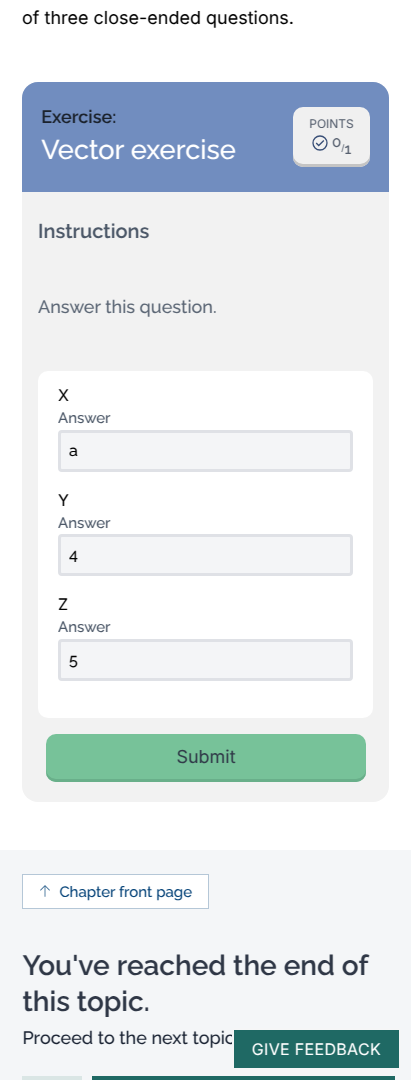 of three close-ended questions.
Exercise:
Vector exercise
POINTS
0/1
Instructions
Answer this question.
X
Answer
a
Y
Answer
4
Z
Answer
5
Submit
↑ Chapter front page
You've reached the end of
this topic.
Proceed to the next topic
GIVE FEEDBACK